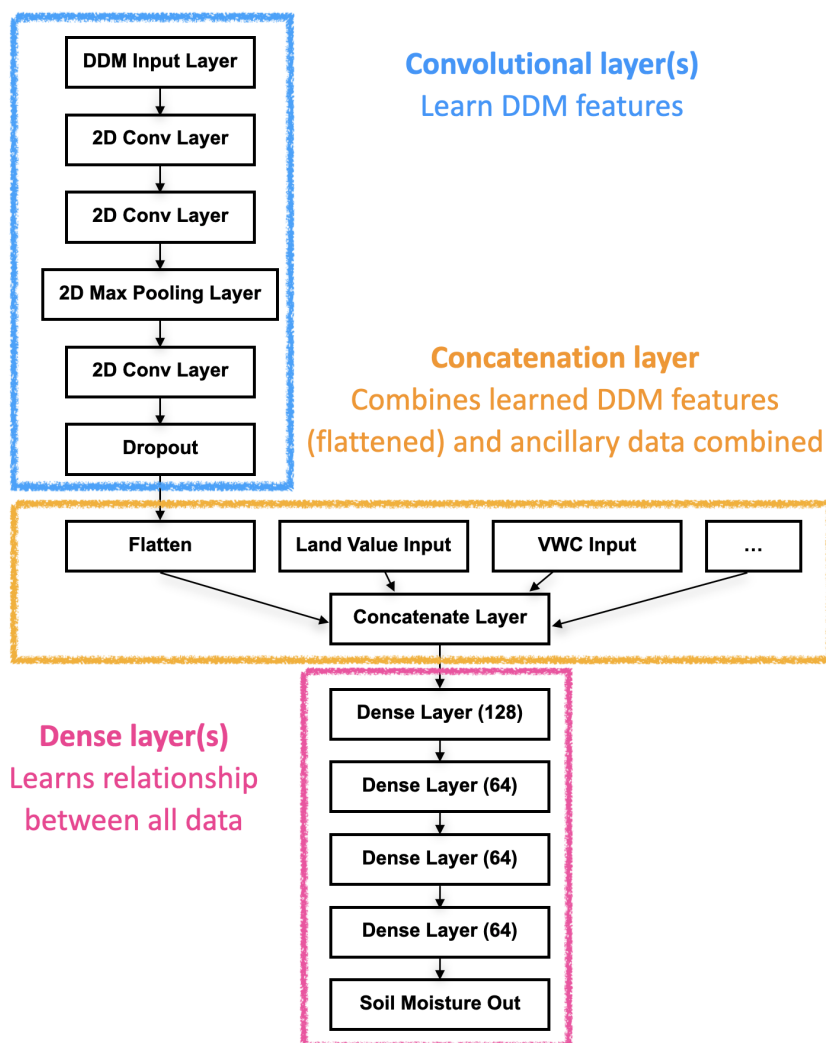 DDM Input Layer
Convolutional layer(s)
Learn DDM features
2D Conv Layer
2D Conv Layer
2D Max Pooling Layer
2D Conv Layer
Dropout
Concatenation layer
Combines learned DDM features
(flattened) and ancillary data combined
Flatten
Land Value Input
VWC Input
...
Concatenate Layer
Dense layer(s)
Learns relationship
between all data
Dense Layer (128)
Dense Layer (64)
Dense Layer (64)
Dense Layer (64)
Soil Moisture Out